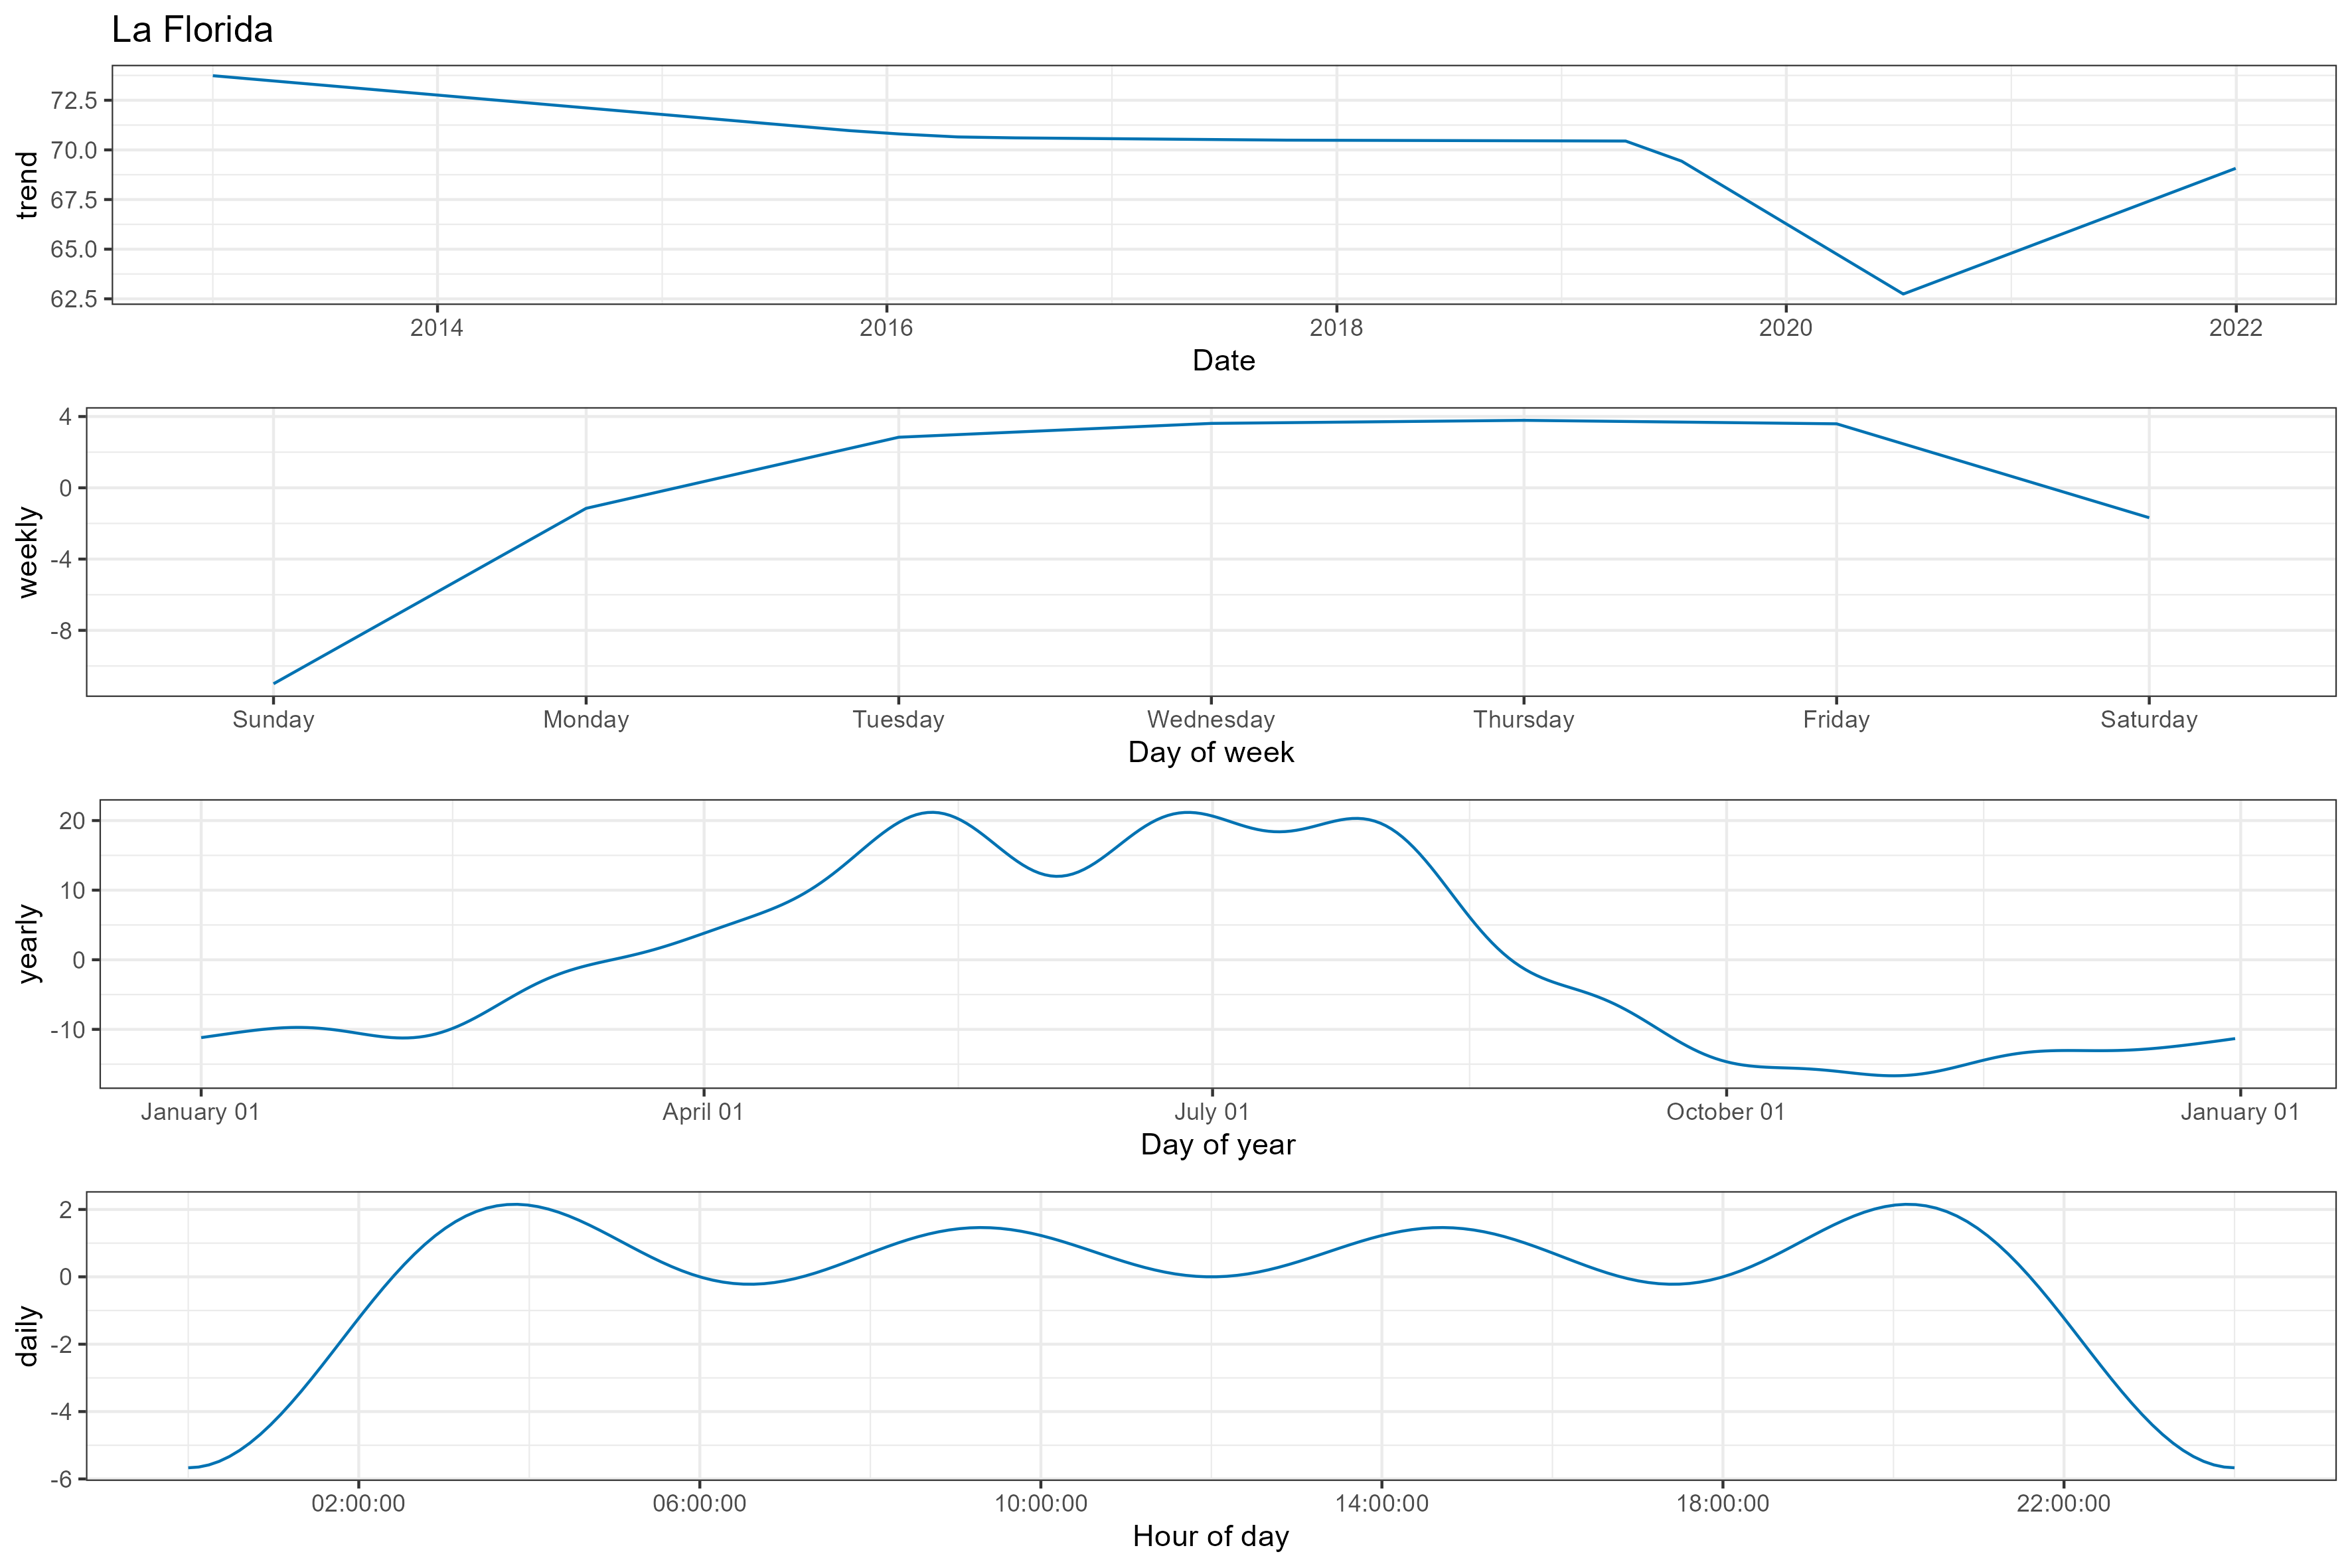 La Florida
72.5
70.0
67.5
65.0
62.5
trend
2014 2016 2018 2020 2022
Date
4
0
-4
-8
weekly
Sunday Monday Tuesday Wednesday Thursday Friday Saturday
Day of week
20
10
0
-10
yearly
January 01 April 01 July 01 October 01 January 01
Day of year
2
0
-2
-4
-6
daily
02:00:00 06:00:00 10:00:00 14:00:00 18:00:00 22:00:00
Hour of day